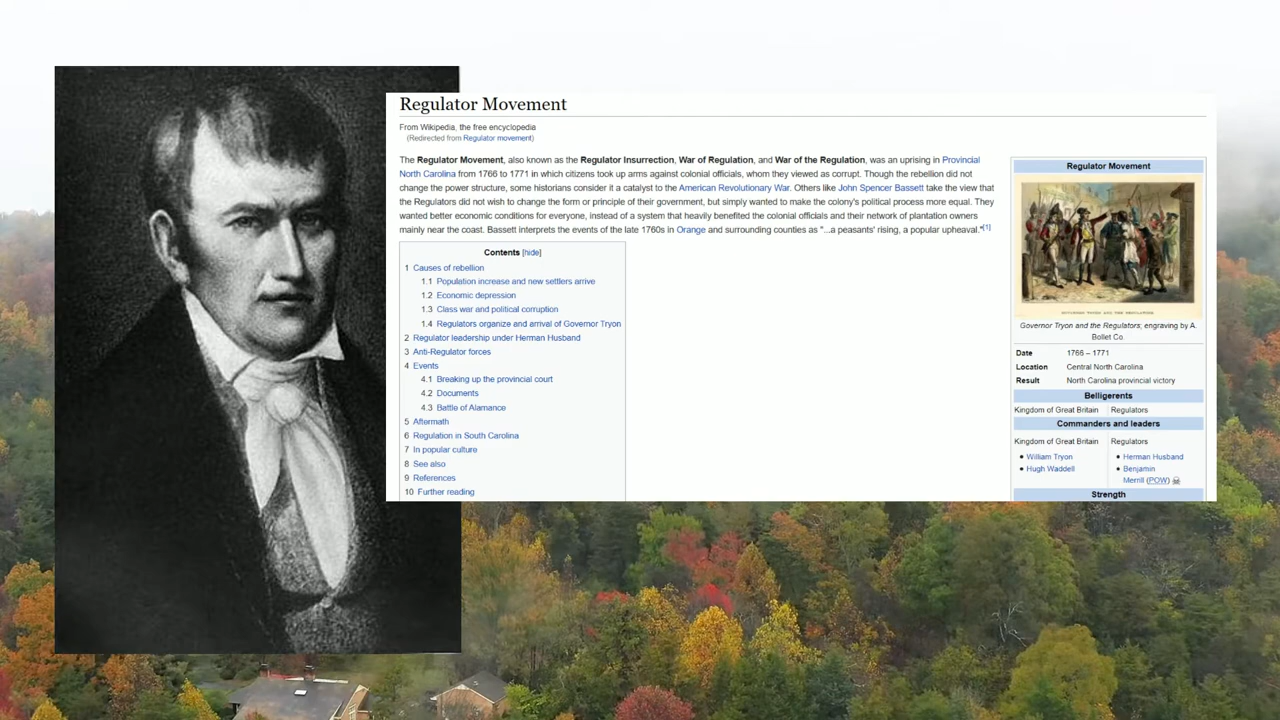 Regulator Movement
From Wikipedia, the free encyclopedia
(Redirected from Regulator movement)
The Regulator Movement, also known as the Regulator Insurrection, War of Regulation, and War of the Regulation, was an uprising in Provincial
North Carolina from 1766 to 1771 in which citizens took up arms against colonial officials, whom they viewed as corrupt. Though the rebellion did not
change the power structure, some historians consider it a catalyst to the American Revolutionary War. Others like John Spencer Bassett take the view that
the Regulators did not wish to change the form or principle of their government, but simply wanted to make the colony's political process more equal. They
wanted better economic conditions for everyone, instead of a system that heavily benefited the colonial officials and their network of plantation owners
mainly near the coast. Bassett interprets the events of the late 1760s in Orange and surrounding counties as "...a peasants' rising, a popular upheaval."[1]
Contents [hide]
1 Causes of rebellion
1.1 Population increase and new settlers arrive
1.2 Economic depression
1.3 Class war and political corruption
1.4 Regulators organize and arrival of Governor Tryon
2 Regulator leadership under Herman Husband
3 Anti-Regulator forces
4 Events
4.1 Breaking up the provincial court
4.2 Documents
4.3 Battle of Alamance
5 Aftermath
6 Regulation in South Carolina
7 In popular culture
8 See also
9 References
10 Further reading
Regulator Movement
GOVERNOR TRYON AND THE REGULATORS
Governor Tryon and the Regulators; engraving by A.
Bollet Co.
Date 1766 – 1771
Location Central North Carolina
Result North Carolina provincial victory
Belligerents
Kingdom of Great Britain Regulators
Commanders and leaders
Kingdom of Great Britain Regulators
• William Tryon • Herman Husband
• Hugh Waddell • Benjamin
Merrill (POW) ☠
Strength